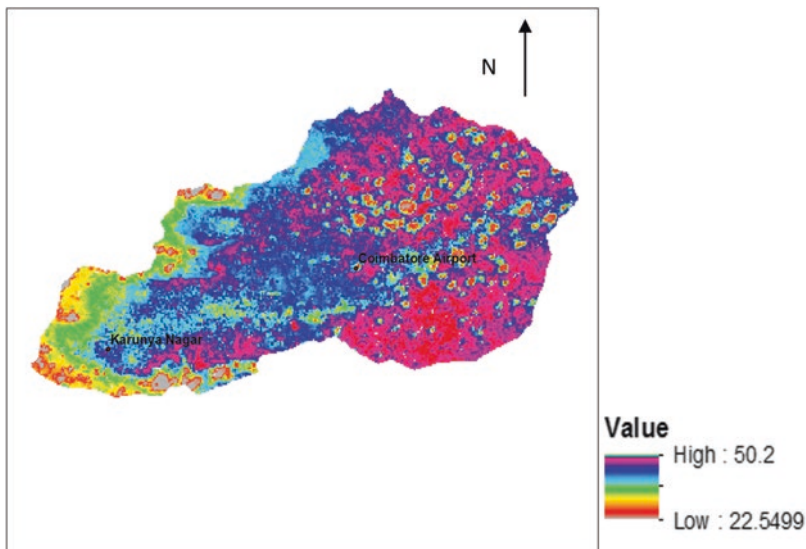 N
Coimbatore Airport
Karunya Nagar
Value
High : 50.2
Low : 22.5499